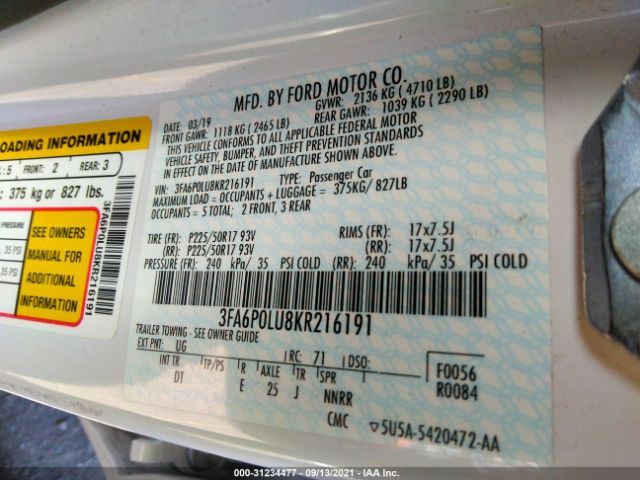 MFD. BY FORD MOTOR CO.
DATE: 03/19 GVWR: 2136 KG ( 4710 LB)
FRONT GAWR: 1118 KG ( 2465 LB) REAR GAWR: 1039 KG ( 2290 LB)
THIS VEHICLE CONFORMS TO ALL APPLICABLE FEDERAL MOTOR
VEHICLE SAFETY, BUMPER, AND THEFT PREVENTION STANDARDS
IN EFFECT ON THE DATE OF MANUFACTURE SHOWN ABOVE.
VIN: 3FA6P0LU8KR216191 TYPE: Passenger Car
MAXIMUM LOAD = OCCUPANTS + LUGGAGE = 375KG/ 827LB
OCCUPANTS 5 TOTAL; 2 FRONT, 3 REAR
TIRE (FR): P225/50R17 93V RIMS (FR): 17x7.5J
(RR): P225/50R17 93V (RR): 17x7.5J
PRESSURE (FR): 240 kPa/ 35 PSI COLD (RR): 240 kPa/ 35 PSI COLD
3FA6P0LU8KR216191
TRAILER TOWING - SEE OWNER GUIDE
EXT PNT: UG RC: 71 DSO: F0056
INT TR TP/PS R AXLE TR SPR R0084
DT E 25 J NNRR
CMC 5U5A-5420472-AA
LOADING INFORMATION
: 5 FRONT: 2 REAR: 3
: 375 kg or 827 lbs.
PRESSURE
35 PSI
35 PSI
SEE OWNERS
MANUAL FOR
ADDITIONAL
INFORMATION
3FA6P0LU8KR216191
000-31234477 - 09/13/2021 - IAA Inc.